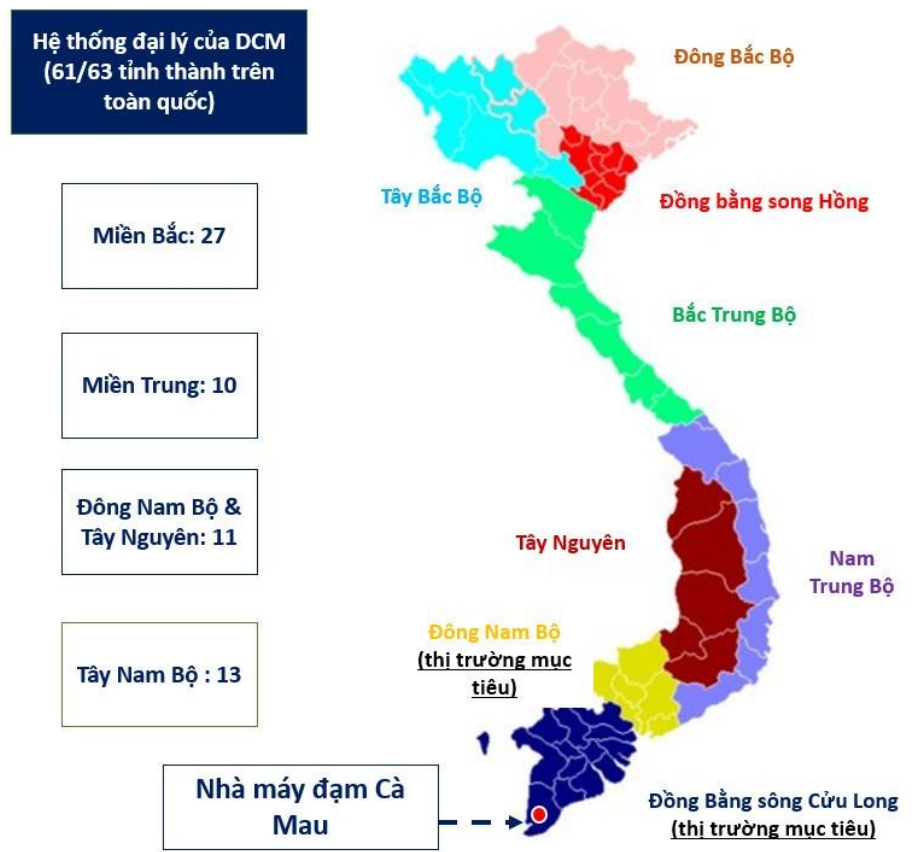 Hệ thống đại lý của DCM
(61/63 tỉnh thành trên
toàn quốc)
Đông Bắc Bộ
Tây Bắc Bộ
Đồng bằng song Hồng
Miền Bắc: 27
Bắc Trung Bộ
Miền Trung: 10
Đông Nam Bộ &
Tây Nguyên: 11
Tây Nguyên
Nam
Trung Bộ
Đông Nam Bộ
(thị trường mục
tiêu)
Tây Nam Bộ : 13
Nhà máy đạm Cà
Mau
Đồng Bằng sông Cửu Long
(thị trường mục tiêu)